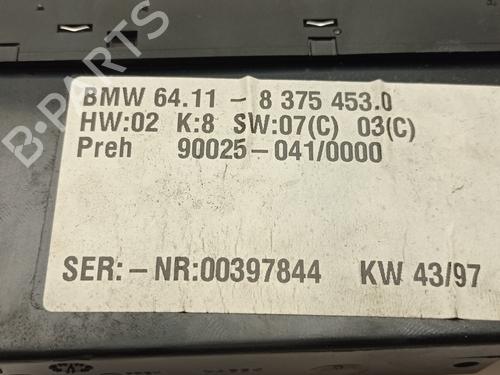 B-PARTS
BMW 64.11 - 8 375 453.0
HW:02 K:8 SW:07(C) 03(C)
Preh 90025-041/0000
SER:-NR:00397844 KW 43/97